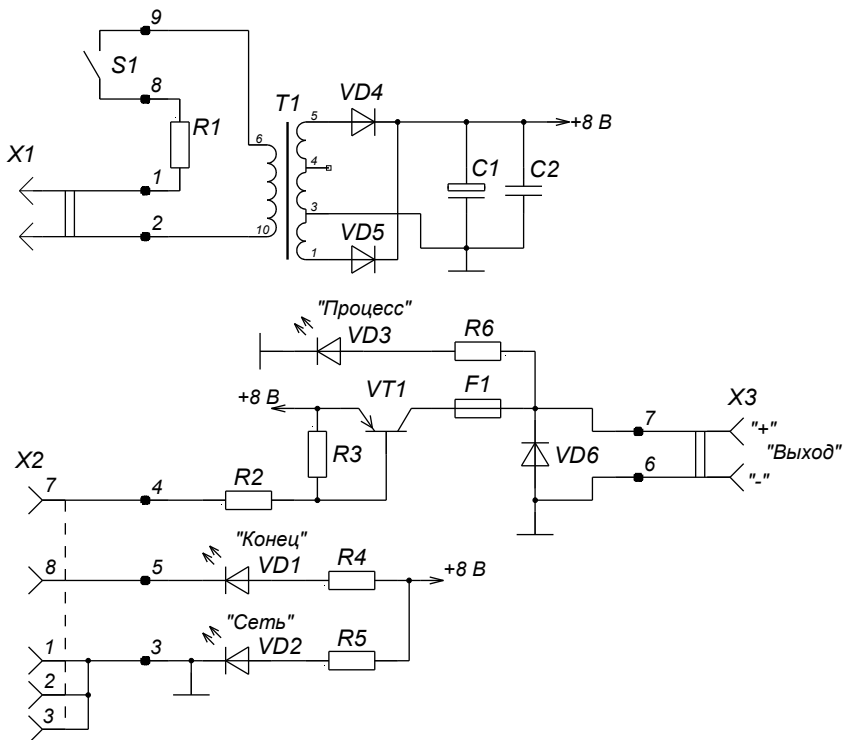 9
S1
8
R1
X1
1
2
T1
6
10
5
4
3
1
VD4
VD5
C1
C2
+8 В
"Процесс"
VD3
R6
+8 В
VT1
F1
X3
7
"+"
R3
VD6
"Выход"
6
"-"
X2
7
4
R2
"Конец"
8
5
VD1
R4
+8 В
"Сеть"
1
3
VD2
R5
2
3